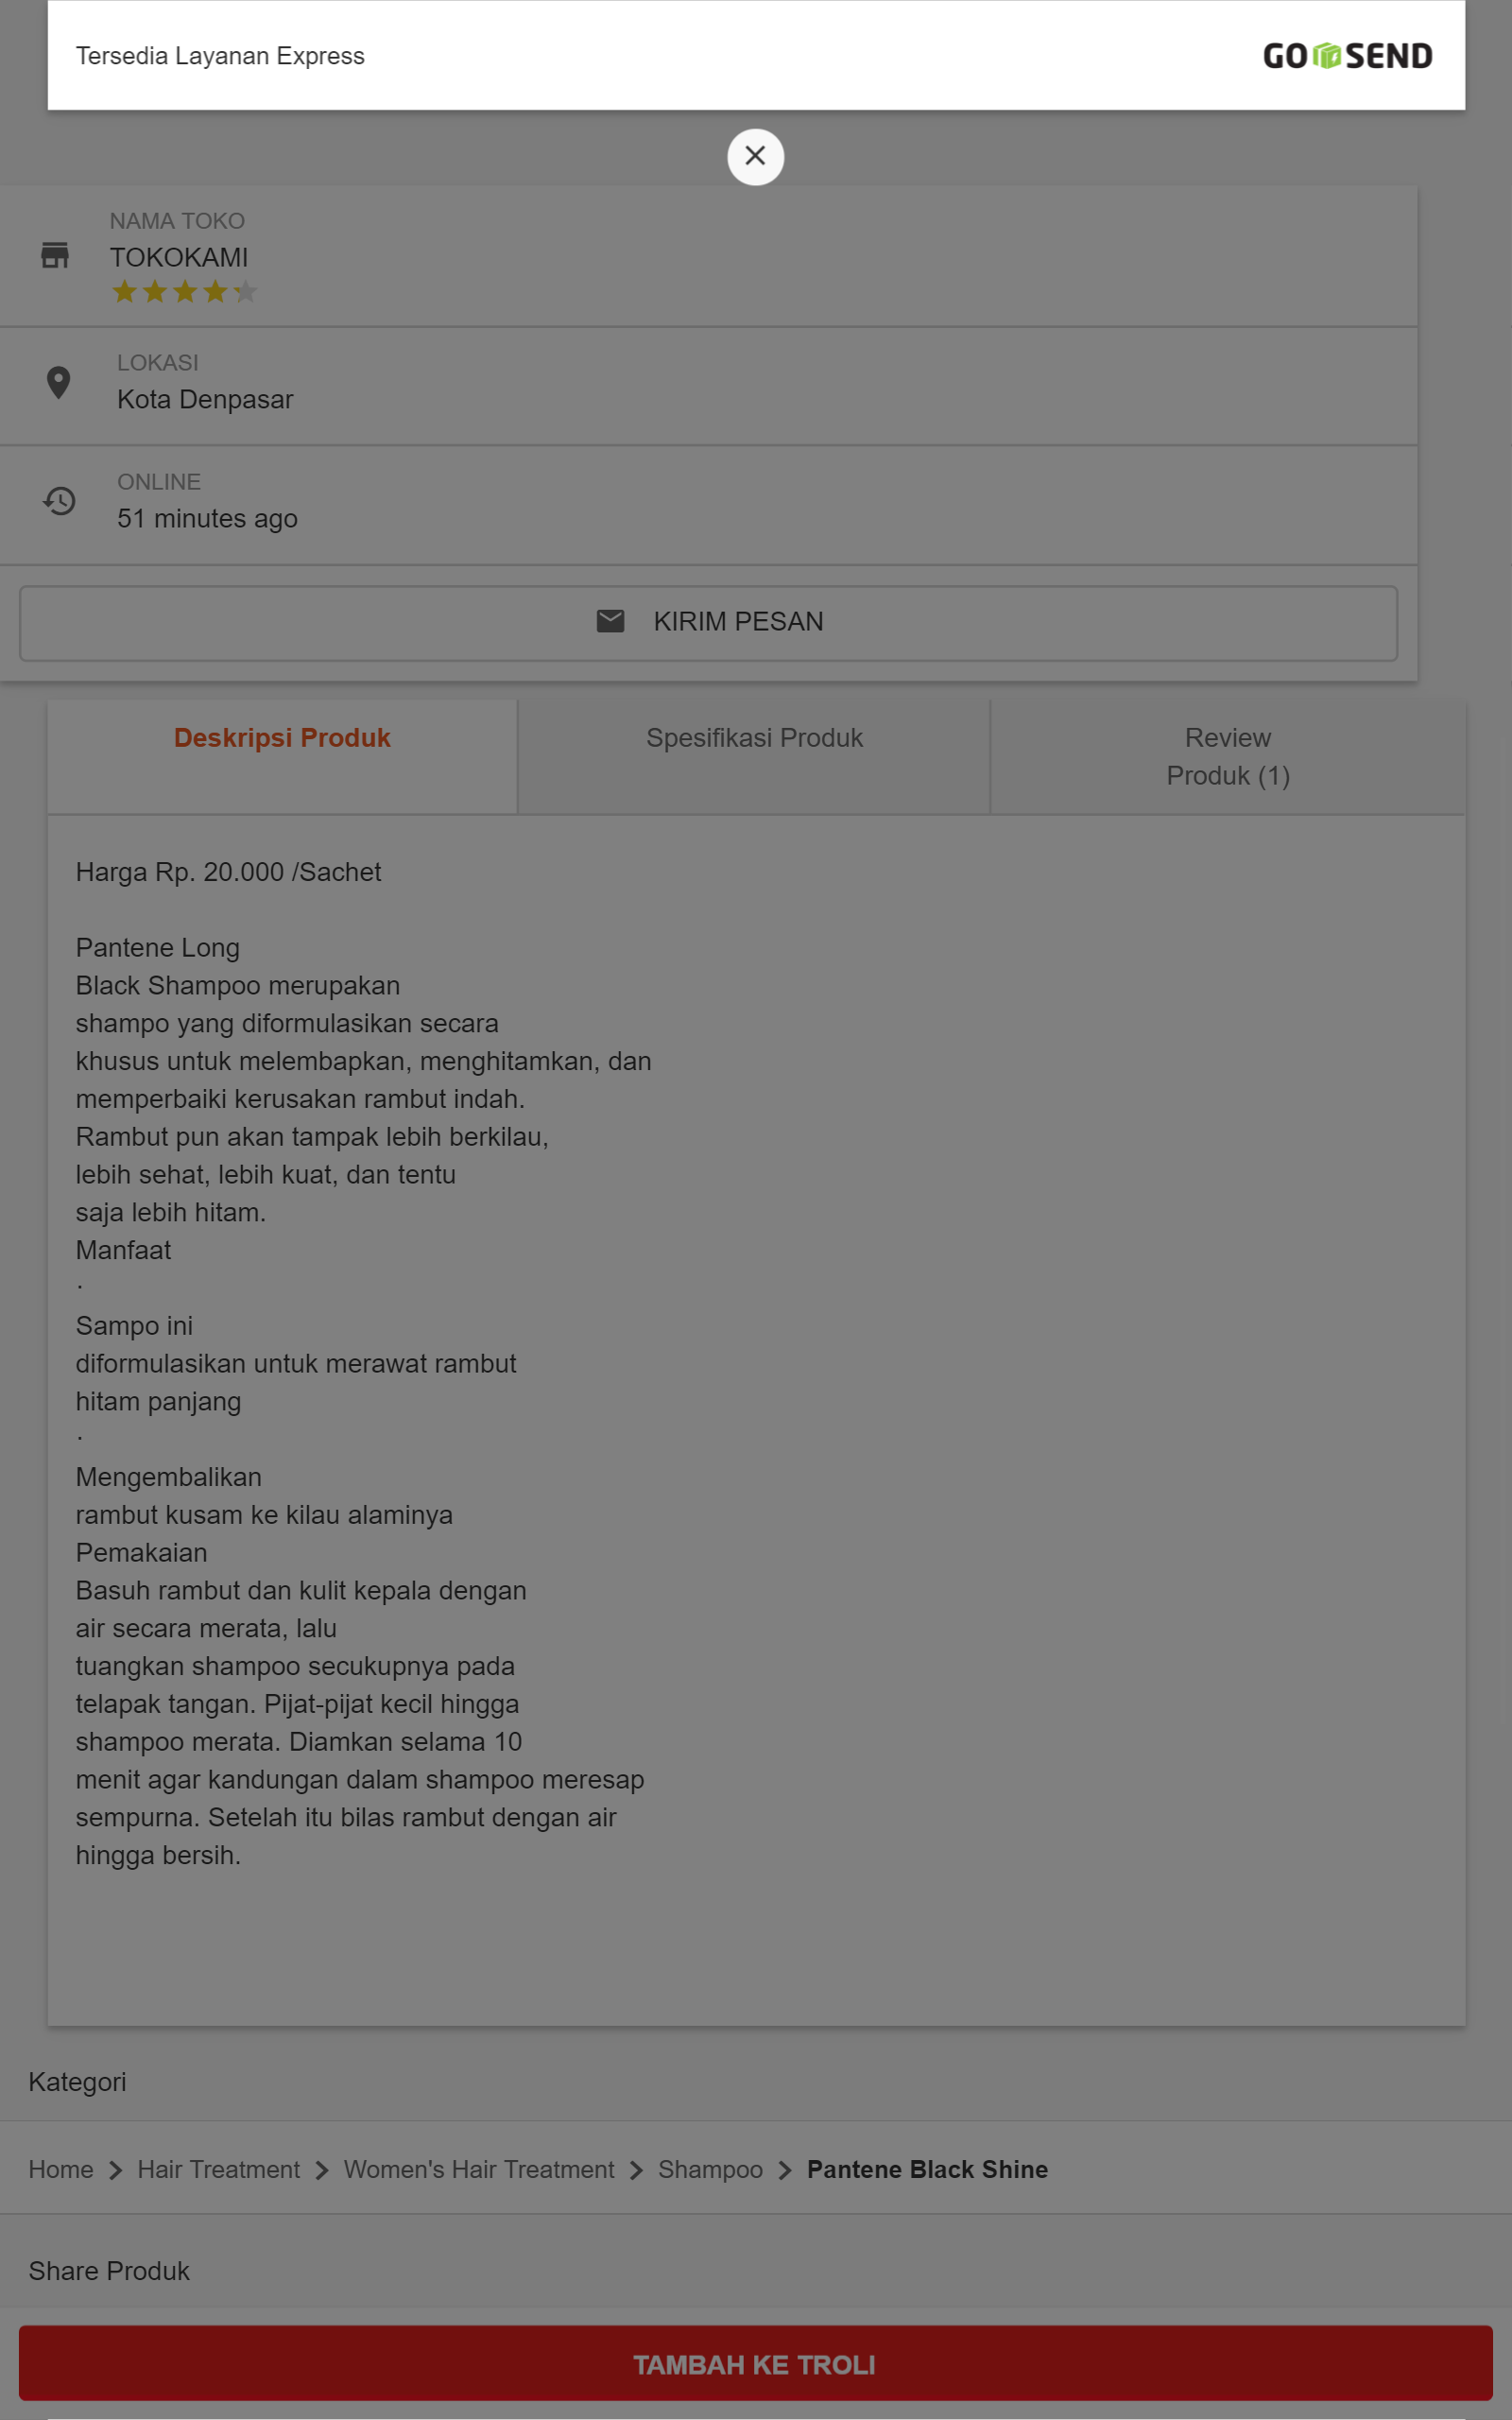 Tersedia Layanan Express
GO SEND
NAMA TOKO
TOKOKAMI
LOKASI
Kota Denpasar
ONLINE
51 minutes ago
KIRIM PESAN
Deskripsi Produk
Spesifikasi Produk
Review
Produk (1)
Harga Rp. 20.000 /Sachet
Pantene Long
Black Shampoo merupakan
shampo yang diformulasikan secara
khusus untuk melembapkan, menghitamkan, dan
memperbaiki kerusakan rambut indah.
Rambut pun akan tampak lebih berkilau,
lebih sehat, lebih kuat, dan tentu
saja lebih hitam.
Manfaat
·
Sampo ini
diformulasikan untuk merawat rambut
hitam panjang
·
Mengembalikan
rambut kusam ke kilau alaminya
Pemakaian
Basuh rambut dan kulit kepala dengan
air secara merata, lalu
tuangkan shampoo secukupnya pada
telapak tangan. Pijat-pijat kecil hingga
shampoo merata. Diamkan selama 10
menit agar kandungan dalam shampoo meresap
sempurna. Setelah itu bilas rambut dengan air
hingga bersih.
Kategori
Home > Hair Treatment > Women's Hair Treatment > Shampoo > Pantene Black Shine
Share Produk
TAMBAH KE TROLI